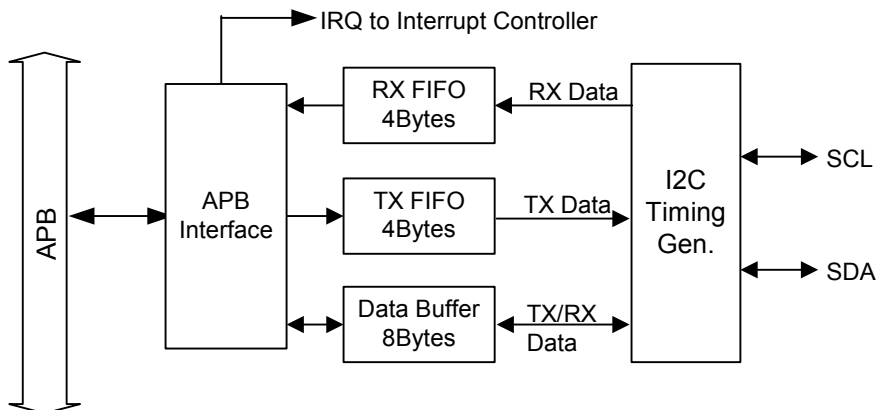 IRQ to Interrupt Controller
RX FIFO
4Bytes
RX Data
APB
APB
Interface
TX FIFO
4Bytes
TX Data
I2C
Timing
Gen.
SCL
SDA
Data Buffer
8Bytes
TX/RX
Data